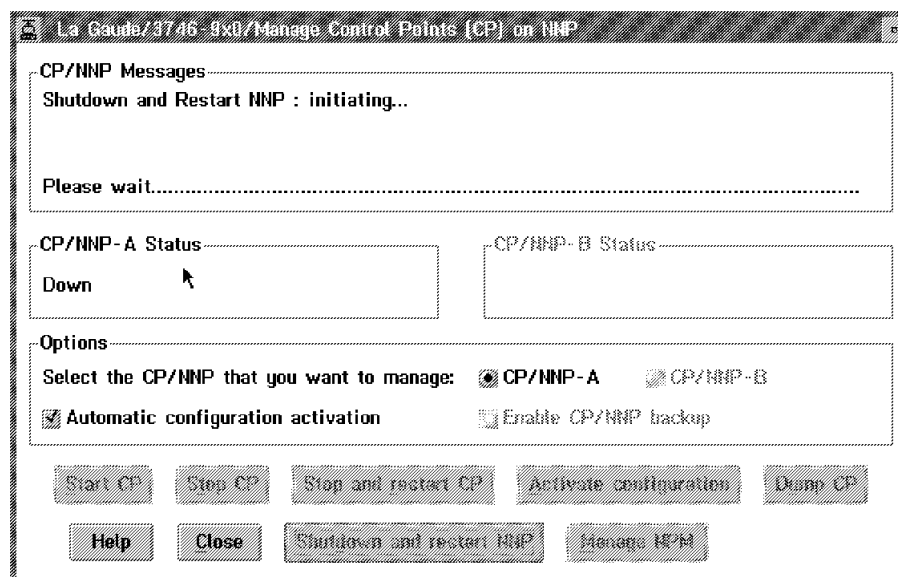 La Gaude/3746-9x0/Manage Control Points (CP) on NNP
CP/NNP Messages
Shutdown and Restart NNP : initiating...
Please wait..........................................................................................................................
CP/NNP-A Status
CP/NNP-B Status
Down
Options
Select the CP/NNP that you want to manage: CP/NNP-A CP/NNP-B
Automatic configuration activation Enable CP/NNP backup
Start CP Stop CP Stop and restart CP Activate configuration Dump CP
Help Close Shutdown and restart NNP Manage NPM